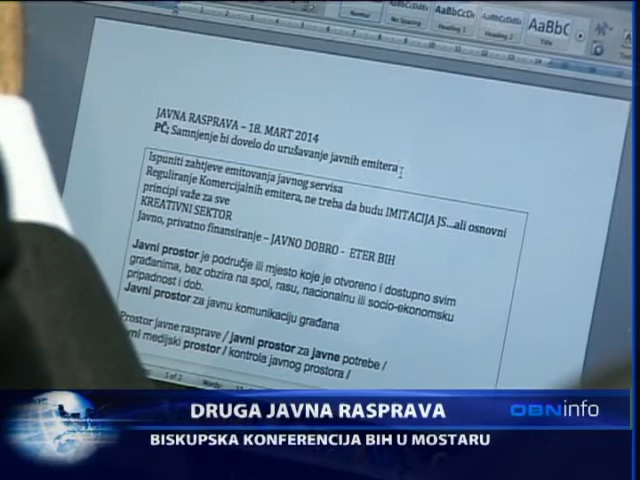 Normal
No Spacing
Heading 1
Heading 2
Title
JAVNA RASPRAVA – 18. MART 2014
PČ; Samnjenje bi dovelo do urušavanje javnih emitera
Ispuniti zahtjeve emitovanja javnog servisa
Reguliranje Komercijalnih emitera, ne treba da budu IMITACIJA JS...ali osnovni
principi važe za sve
KREATIVNI SEKTOR
Javno, privatno finansiranje – JAVNO DOBRO - ETER BIH
Javni prostor je područje ili mjesto koje je otvoreno i dostupno svim
građanima, bez obzira na spol, rasu, nacionalnu ili socio-ekonomsku
pripadnost i dob.
Javni prostor za javnu komunikaciju građana
Prostor javne rasprave / javni prostor za javne potrebe /
medijski prostor / kontrola javnog prostora /
1 of 2
Words:
DRUGA JAVNA RASPRAVA
OBNinfo
BISKUPSKA KONFERENCIJA BIH U MOSTARU